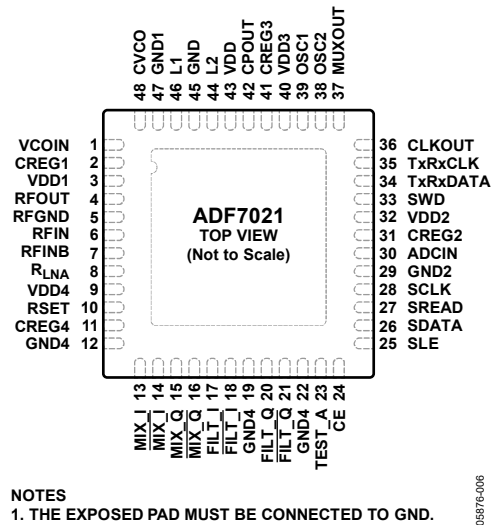 48 CVCO
47 GND1
46 L1
45 GND
44 L2
43 VDD
42 CPOUT
41 CREG3
40 VDD3
39 OSC1
38 OSC2
37 MUXOUT
VCOIN 1
CREG1 2
VDD1 3
RFOUT 4
RFGND 5
RFIN 6
RFINB 7
RLNA 8
VDD4 9
RSET 10
CREG4 11
GND4 12
ADF7021
TOP VIEW
(Not to Scale)
36 CLKOUT
35 TxRxCLK
34 TxRxDATA
33 SWD
32 VDD2
31 CREG2
30 ADCIN
29 GND2
28 SCLK
27 SREAD
26 SDATA
25 SLE
MIX_I 13
MIX_I 14
MIX_Q 15
MIX_Q 16
FILT_I 17
FILT_I 18
GND4 19
FILT_Q 20
FILT_Q 21
GND4 22
TEST_A 23
CE 24
NOTES
1. THE EXPOSED PAD MUST BE CONNECTED TO GND.
05876-006